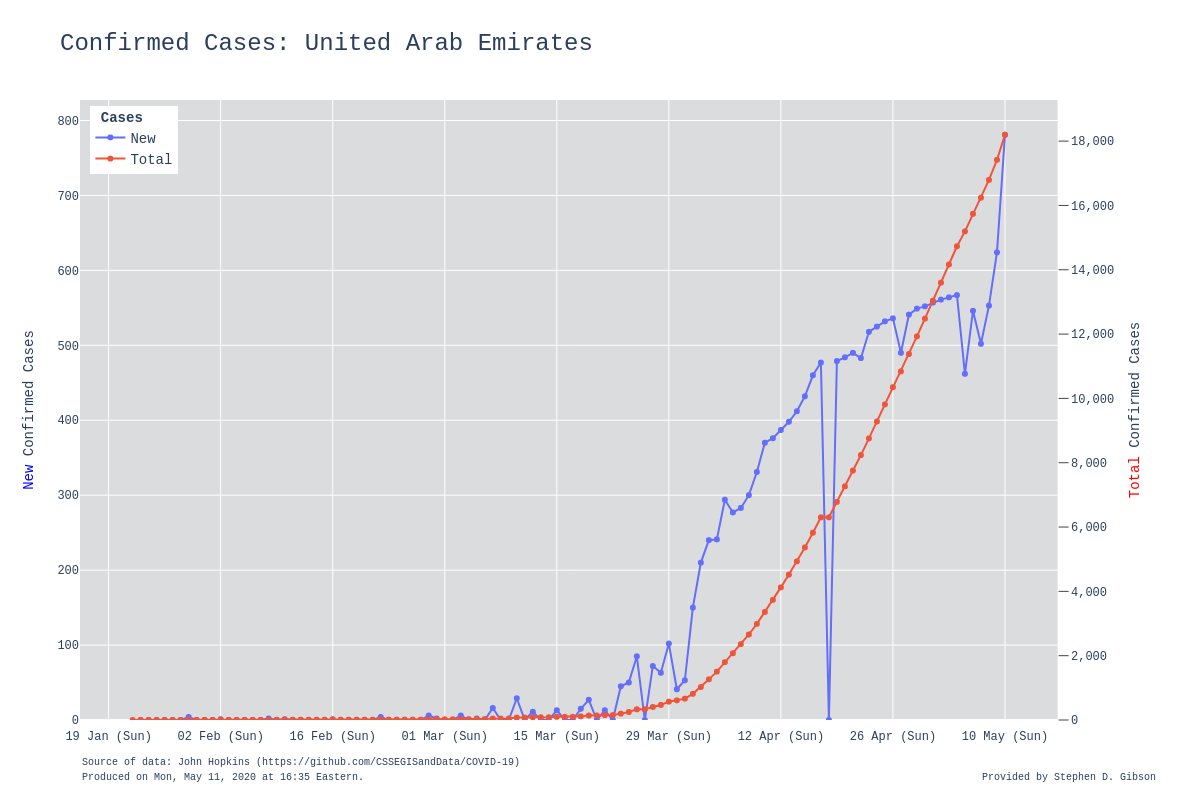 Confirmed Cases: United Arab Emirates
Cases
New
Total
800
700
600
500
400
300
200
100
0
New Confirmed Cases
18,000
16,000
14,000
12,000
10,000
8,000
6,000
4,000
2,000
0
Total Confirmed Cases
19 Jan (Sun) 02 Feb (Sun) 16 Feb (Sun) 01 Mar (Sun) 15 Mar (Sun) 29 Mar (Sun) 12 Apr (Sun) 26 Apr (Sun) 10 May (Sun)
Source of data: John Hopkins (https://github.com/CSSEGISandData/COVID-19)
Produced on Mon, May 11, 2020 at 16:35 Eastern.
Provided by Stephen D. Gibson